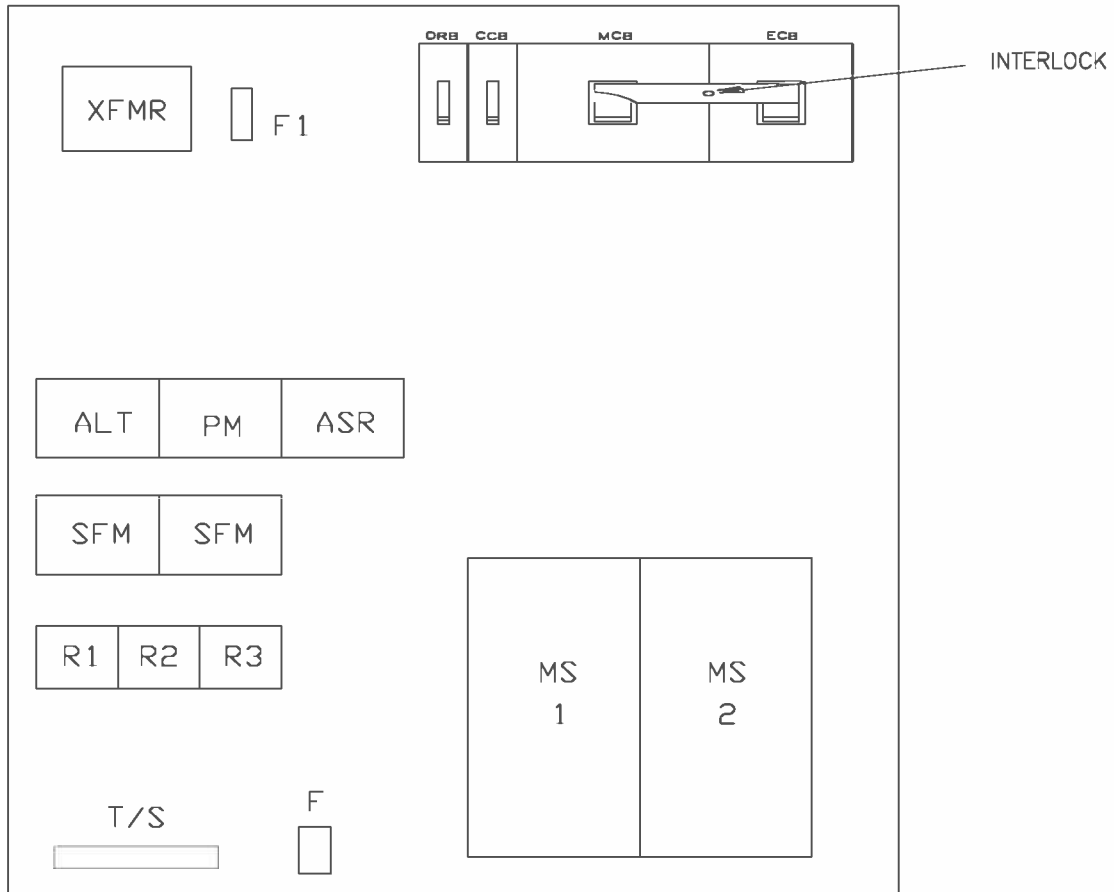 ORB CCB MCB ECB
INTERLOCK
XFMR
F1
ALT PM ASR
SFM SFM
R1 R2 R3
MS
1
MS
2
T/S
F